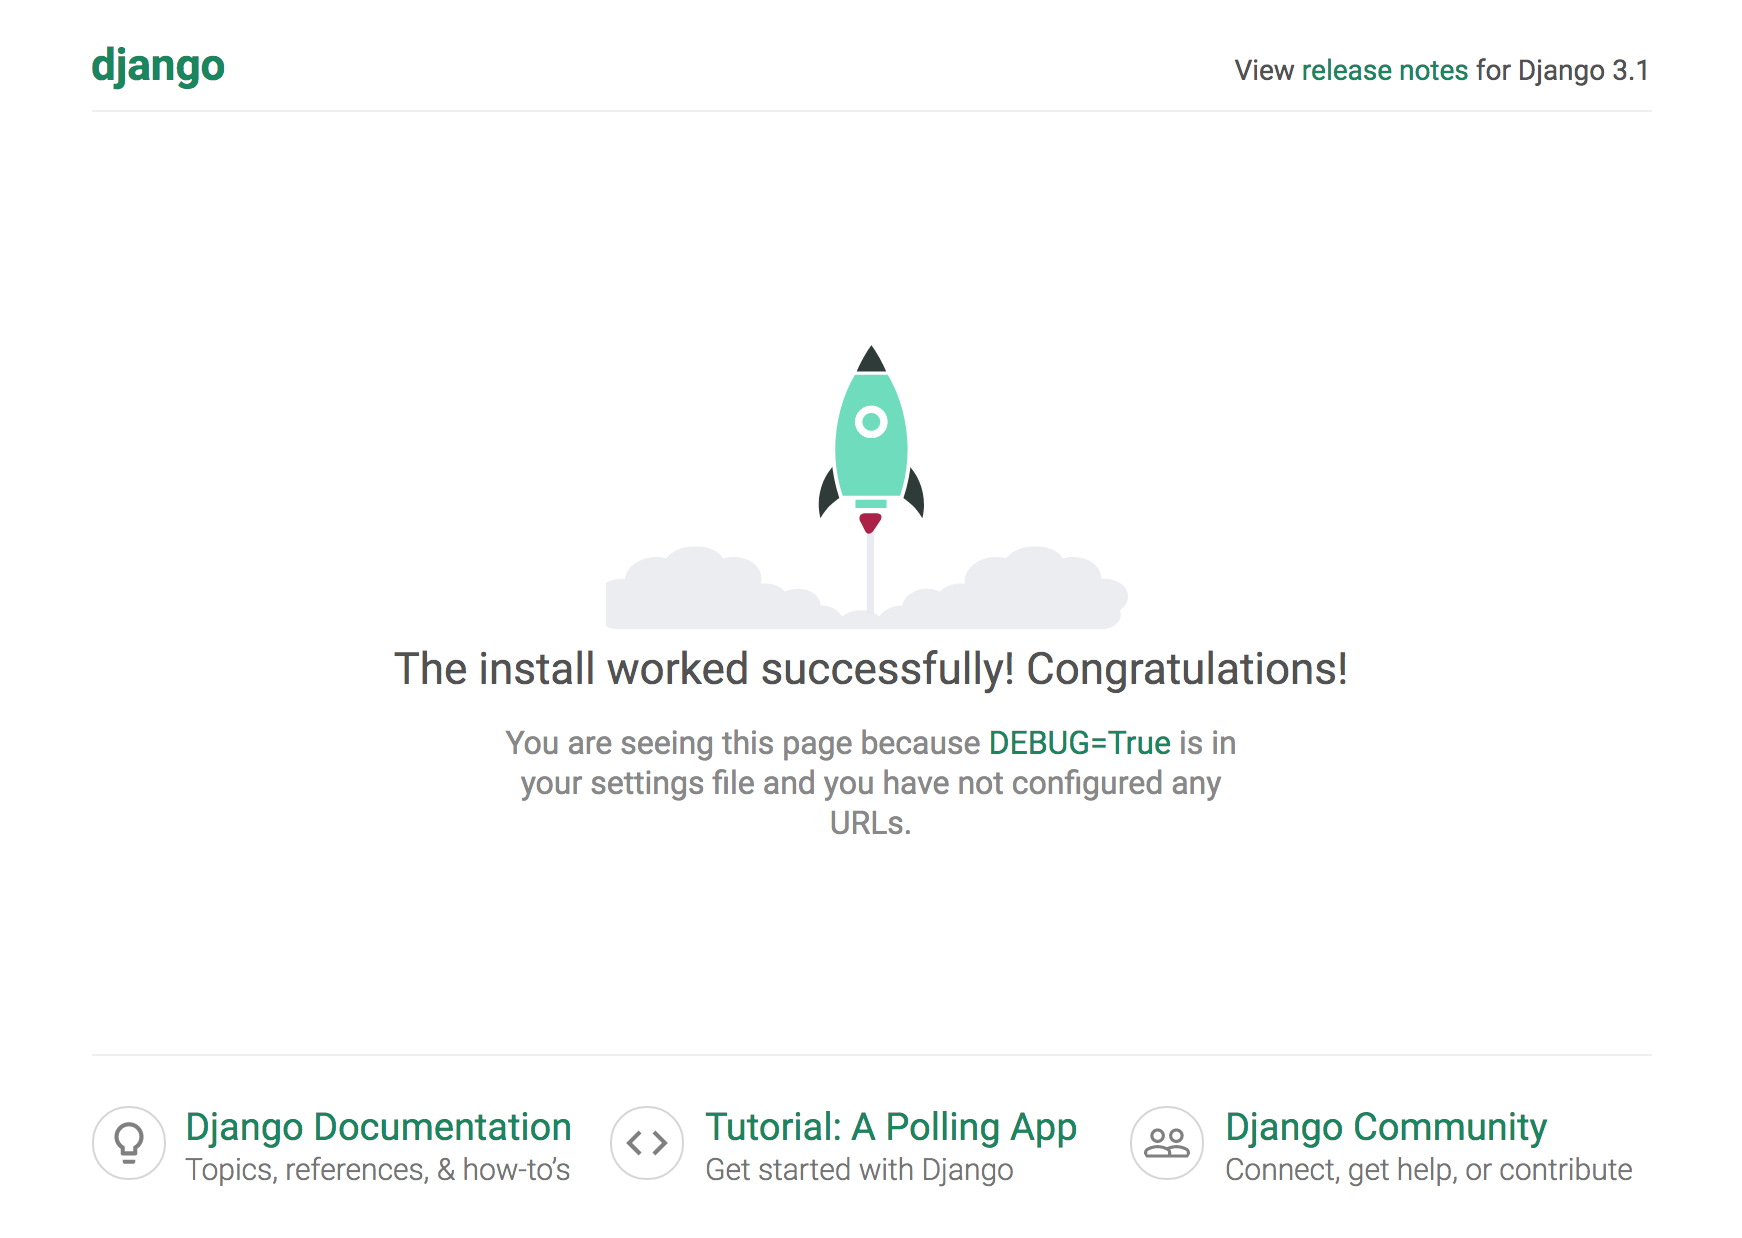 django
View release notes for Django 3.1
The install worked successfully! Congratulations!
You are seeing this page because DEBUG=True is in
your settings file and you have not configured any
URLs.
Django Documentation
Topics, references, & how-to’s
Tutorial: A Polling App
Get started with Django
Django Community
Connect, get help, or contribute